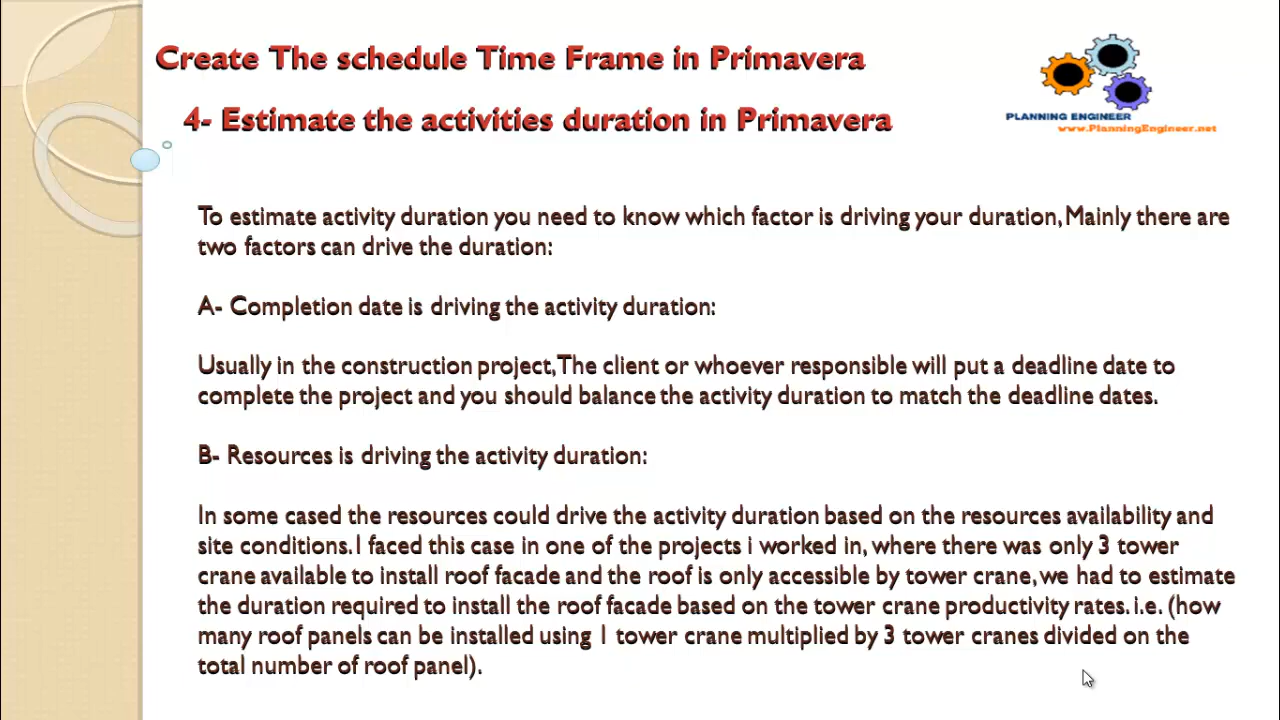 Create The schedule Time Frame in Primavera
4- Estimate the activities duration in Primavera
PLANNING ENGINEER
www.PlanningEngineer.net
To estimate activity duration you need to know which factor is driving your duration, Mainly there are
two factors can drive the duration:
A- Completion date is driving the activity duration:
Usually in the construction project, The client or whoever responsible will put a deadline date to
complete the project and you should balance the activity duration to match the deadline dates.
B- Resources is driving the activity duration:
In some cased the resources could drive the activity duration based on the resources availability and
site conditions. I faced this case in one of the projects i worked in, where there was only 3 tower
crane available to install roof facade and the roof is only accessible by tower crane, we had to estimate
the duration required to install the roof facade based on the tower crane productivity rates. i.e. (how
many roof panels can be installed using 1 tower crane multiplied by 3 tower cranes divided on the
total number of roof panel).